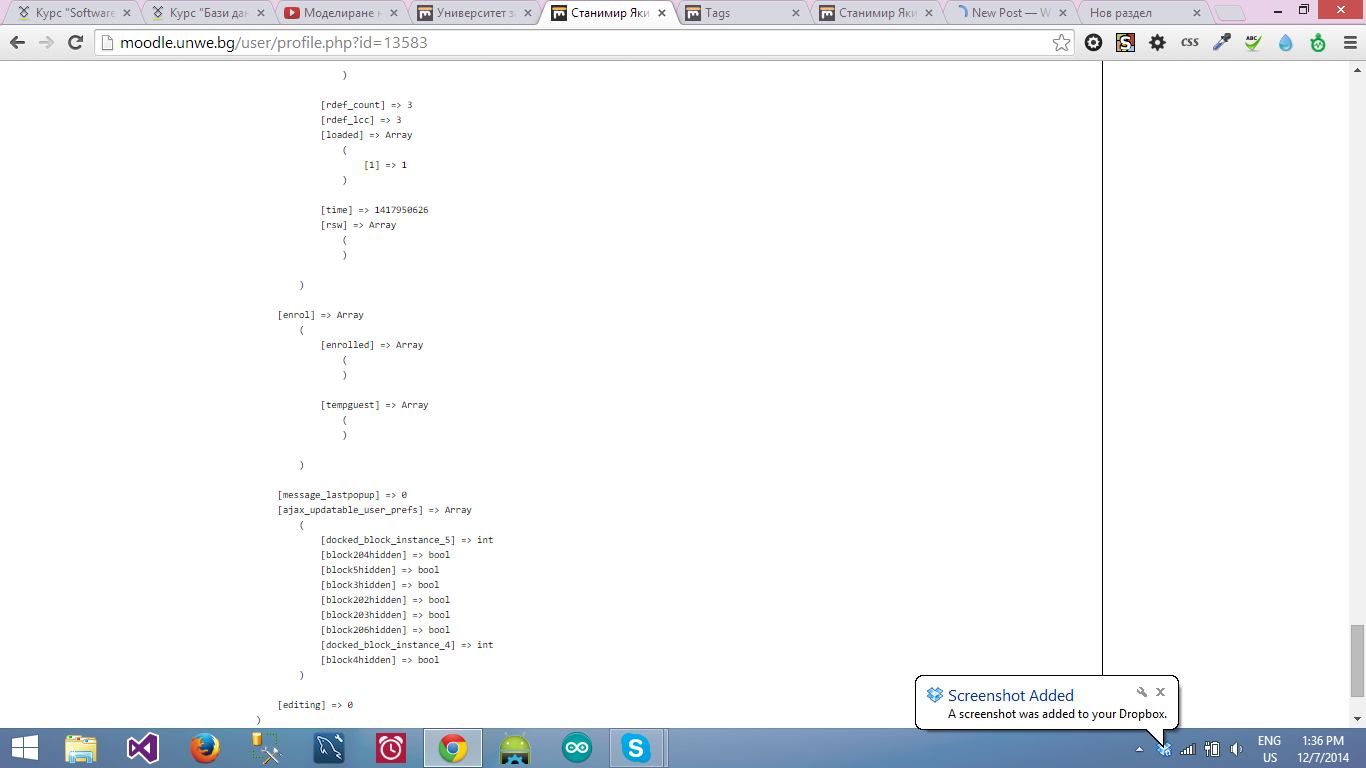 Курс "Software
Курс "Бази дан
Моделиране н
Университет за
Станимир Яки
Tags
Станимир Яки
New Post — W
Нов раздел
moodle.unwe.bg/user/profile.php?id=13583
ABC
CSS
)
[rdef_count] => 3
[rdef_lcc] => 3
[loaded] => Array
(
[1] => 1
)
[time] => 1417950626
[rsw] => Array
(
)
)
[enrol] => Array
(
[enrolled] => Array
(
)
[tempguest] => Array
(
)
)
[message_lastpopup] => 0
[ajax_updatable_user_prefs] => Array
(
[docked_block_instance_5] => int
[block204hidden] => bool
[block5hidden] => bool
[block3hidden] => bool
[block202hidden] => bool
[block203hidden] => bool
[block206hidden] => bool
[docked_block_instance_4] => int
[block4hidden] => bool
)
[editing] => 0
)
Screenshot Added
A screenshot was added to your Dropbox.
ENG
US
1:36 PM
12/7/2014